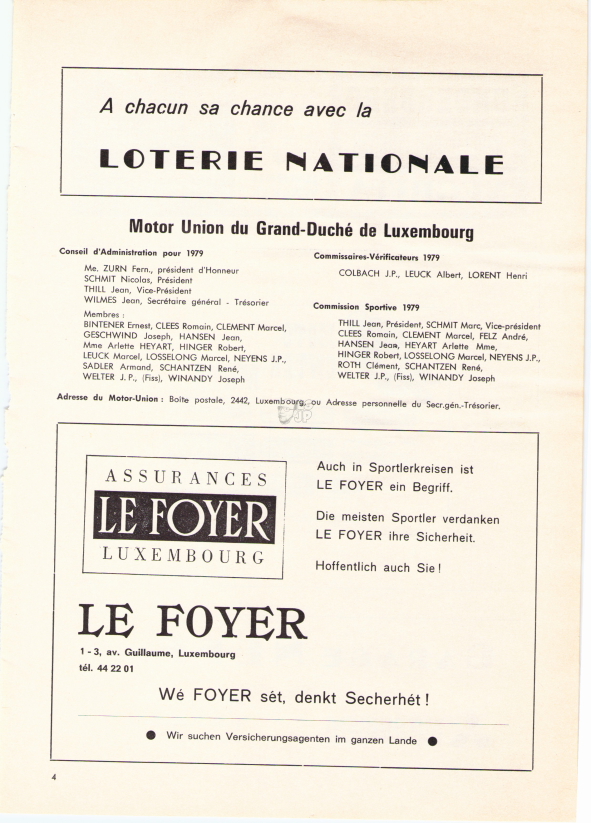 A chacun sa chance avec la
LOTERIE NATIONALE
Motor Union du Grand-Duché de Luxembourg
Conseil d'Administration pour 1979
Me. ZURN Fern., président d'Honneur
SCHMIT Nicolas, Président
THILL Jean, Vice-Président
WILMES Jean, Secrétaire général - Trésorier
Membres :
BINTENER Ernest, CLEES Romain, CLEMENT Marcel,
GESCHWIND Joseph, HANSEN Jean,
Mme Arlette HEYART, HINGER Robert,
LEUCK Marcel, LOSSELONG Marcel, NEYENS J.P.,
SADLER Armand, SCHANTZEN René,
WELTER J. P., (Fiss), WINANDY Joseph
Commissaires-Vérificateurs 1979
COLBACH J.P., LEUCK Albert, LORENT Henri
Commission Sportive 1979
THILL Jean, Président, SCHMIT Marc, Vice-président
CLEES Romain, CLEMENT Marcel, FELZ André,
HANSEN Jean, HEYART Arlette Mme,
HINGER Robert, LOSSELONG Marcel, NEYENS J.P.,
ROTH Clément, SCHANTZEN René,
WELTER J.P., (Fiss), WINANDY Joseph
Adresse du Motor-Union : Boîte postale, 2442, Luxembourg, ou Adresse personnelle du Secr.gén.-Trésorier.
JP
ASSURANCES
LE FOYER
LUXEMBOURG
Auch in Sportlerkreisen ist
LE FOYER ein Begriff.
Die meisten Sportler verdanken
LE FOYER ihre Sicherheit.
Hoffentlich auch Sie !
LE FOYER
1 - 3, av. Guillaume, Luxembourg
tél. 44 22 01
Wé FOYER sét, denkt Secherhét !
● Wir suchen Versicherungsagenten im ganzen Lande ●
4